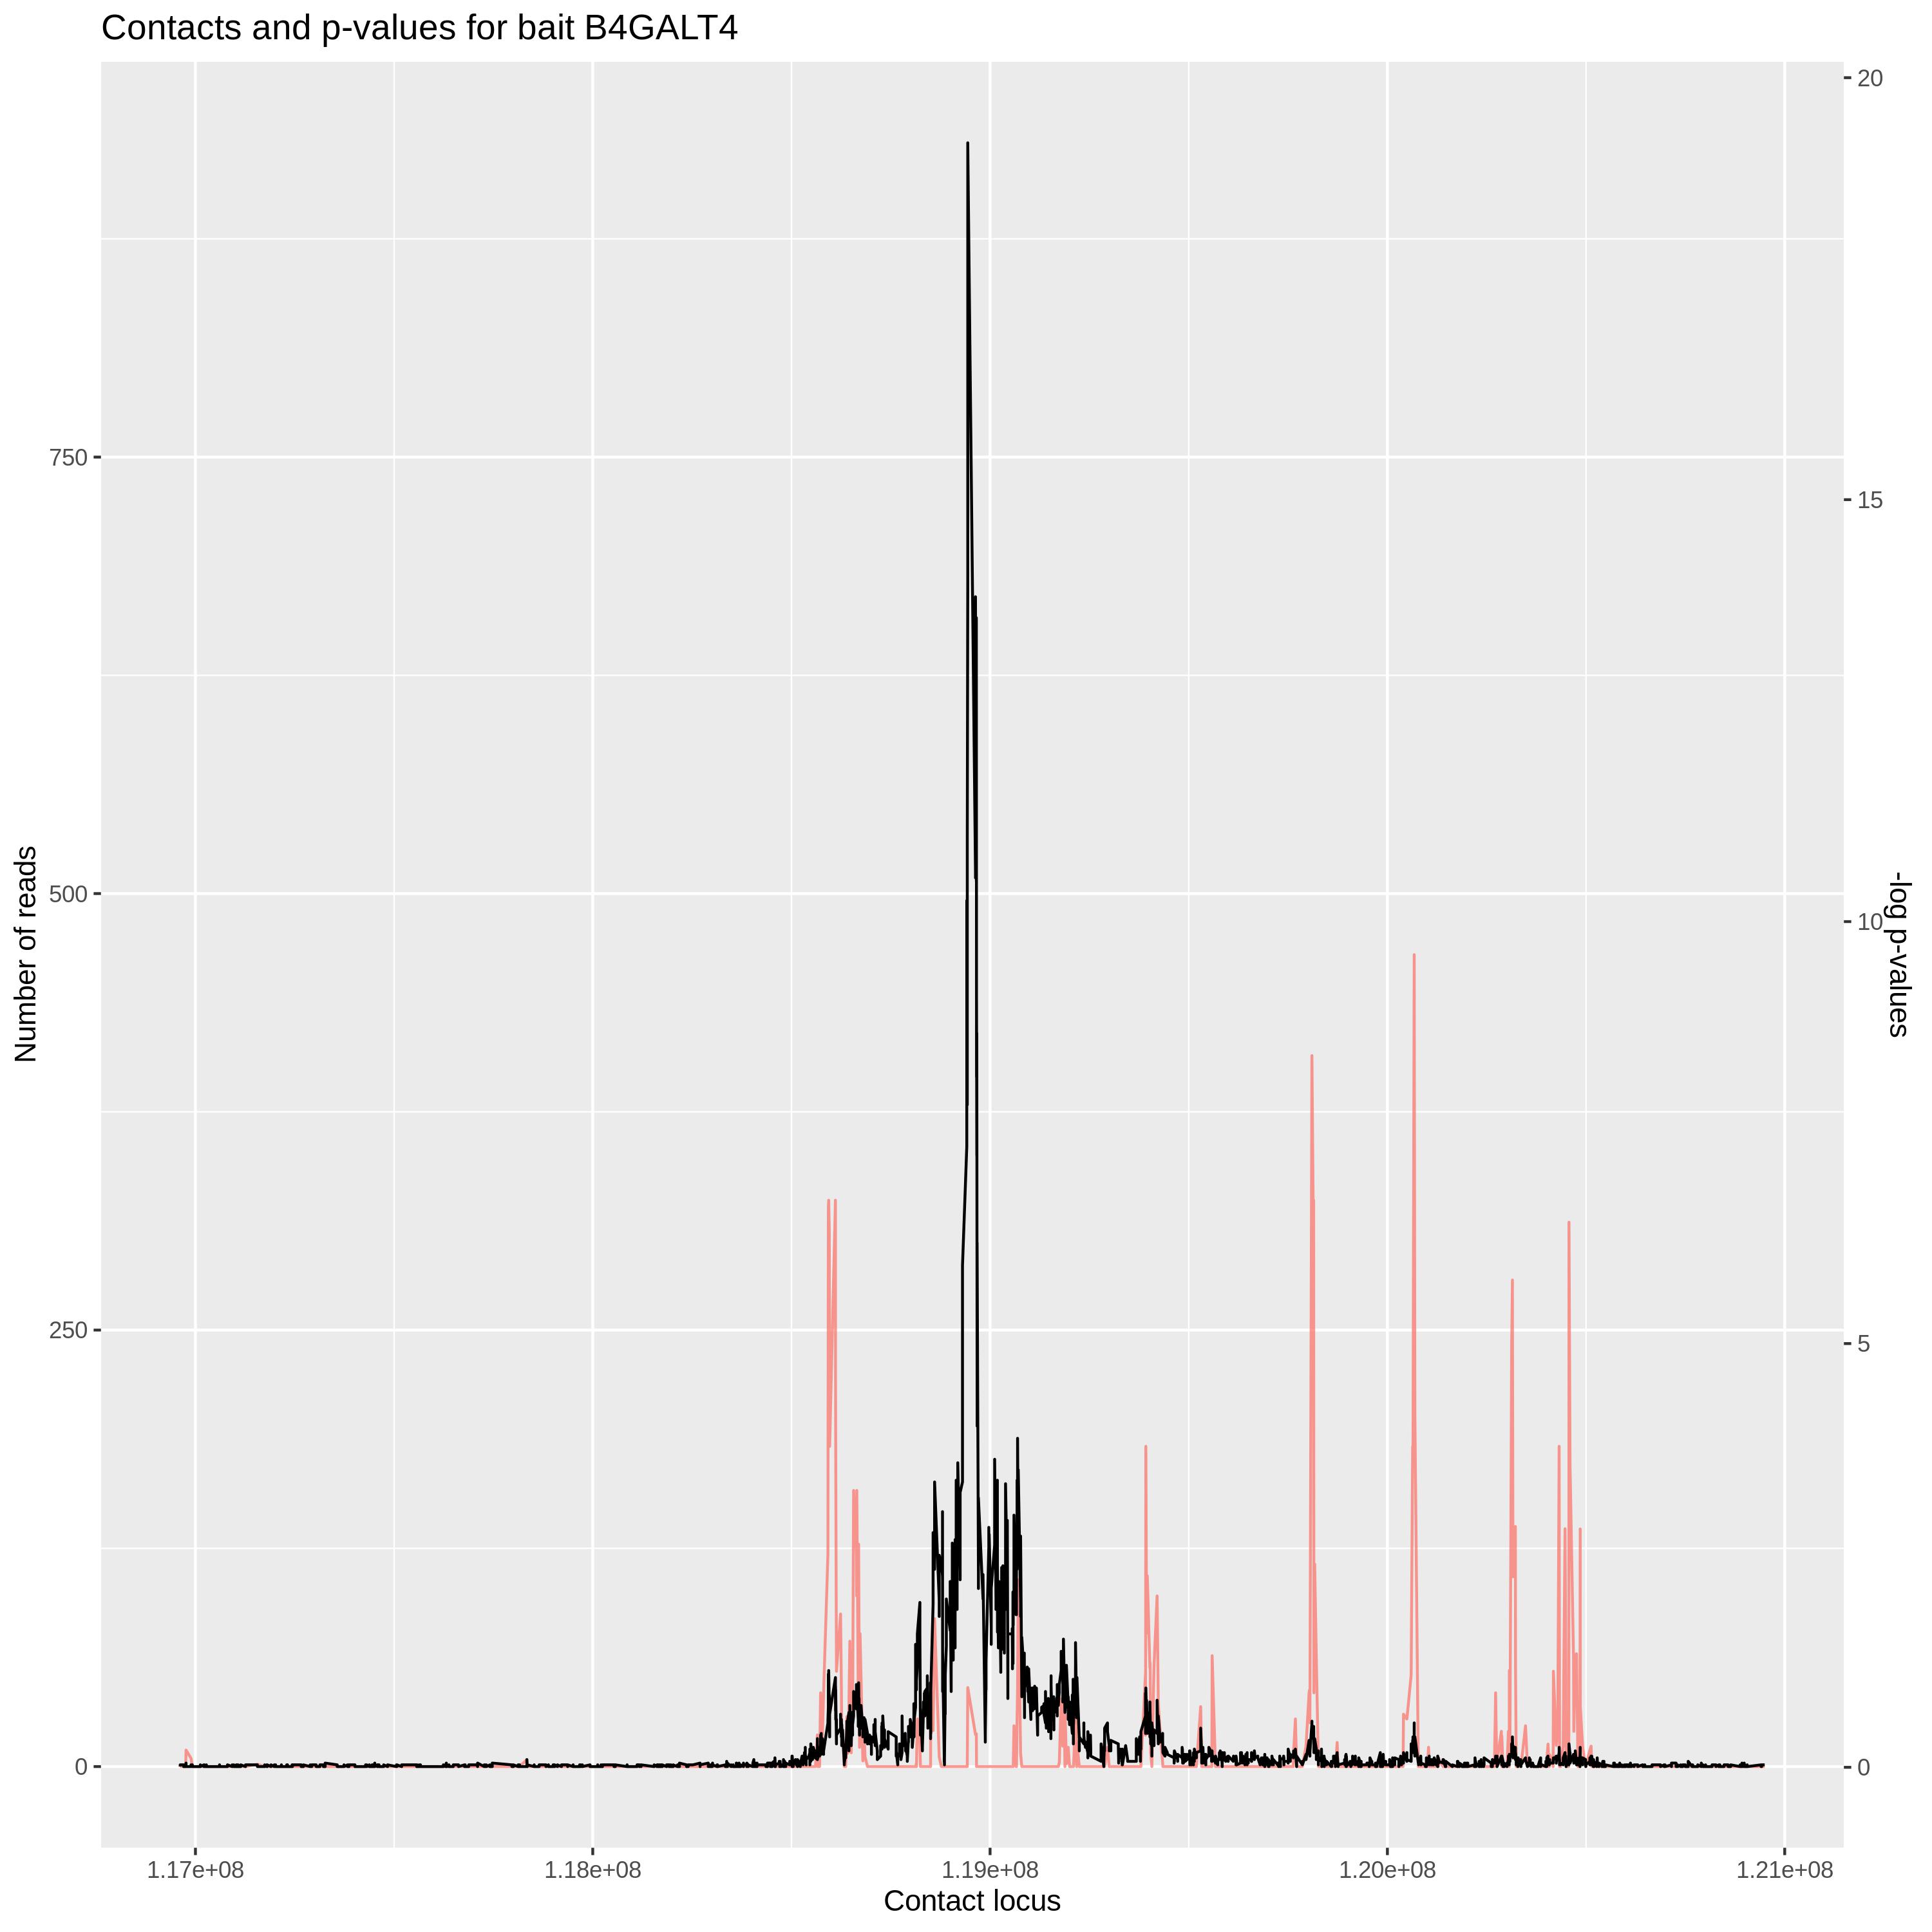 Contacts and p-values for bait B4GALT4
20
750
15
Number of reads
500
10
-log p-values
250
5
0
0
1.17e+08
1.18e+08
1.19e+08
1.20e+08
1.21e+08
Contact locus